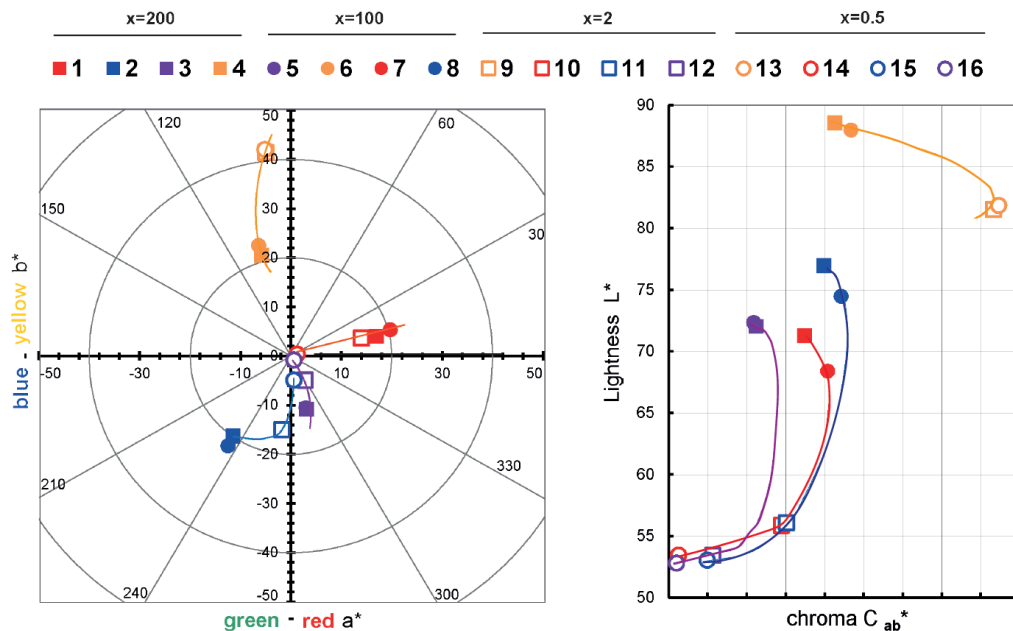 x=200 x=100 x=2 x=0.5
1 2 3 4 5 6 7 8 9 10 11 12 13 14 15 16
120 50 60
40
150 30 30
20
10
-50 -30 -10 0 10 30 50
-10
-20
210 330
-30
-40
240 -50 300
blue - yellow b*
green - red a*
90
85
80
75
70
65
60
55
50
Lightness L*
chroma C ab*